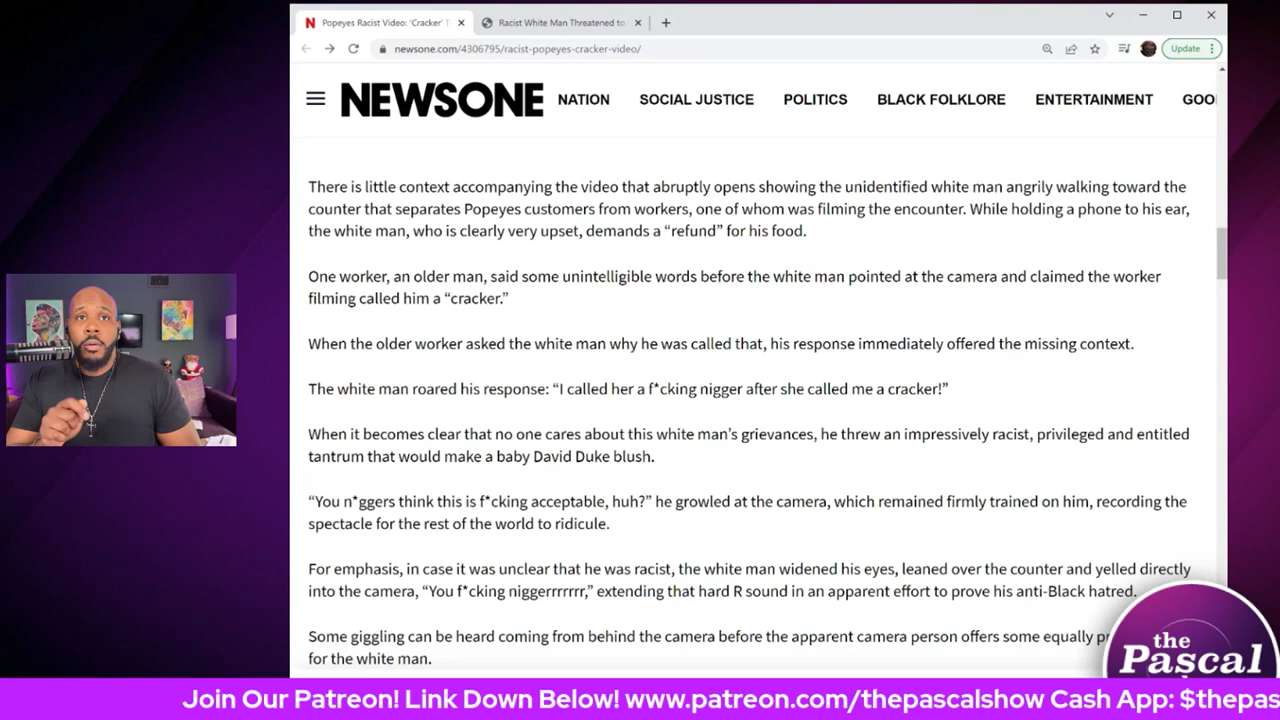 Popeyes Racist Video: 'Cracker' T
Racist White Man Threatened to
newsone.com/4306795/racist-popeyes-cracker-video/
Update
NEWSONE
NATION
SOCIAL JUSTICE
POLITICS
BLACK FOLKLORE
ENTERTAINMENT
GOO
There is little context accompanying the video that abruptly opens showing the unidentified white man angrily walking toward the
counter that separates Popeyes customers from workers, one of whom was filming the encounter. While holding a phone to his ear,
the white man, who is clearly very upset, demands a “refund” for his food.
One worker, an older man, said some unintelligible words before the white man pointed at the camera and claimed the worker
filming called him a “cracker.”
When the older worker asked the white man why he was called that, his response immediately offered the missing context.
The white man roared his response: “I called her a f*cking nigger after she called me a cracker!”
When it becomes clear that no one cares about this white man’s grievances, he threw an impressively racist, privileged and entitled
tantrum that would make a baby David Duke blush.
“You n*ggers think this is f*cking acceptable, huh?” he growled at the camera, which remained firmly trained on him, recording the
spectacle for the rest of the world to ridicule.
For emphasis, in case it was unclear that he was racist, the white man widened his eyes, leaned over the counter and yelled directly
into the camera, “You f*cking niggerrrrrrr,” extending that hard R sound in an apparent effort to prove his anti-Black hatred.
Some giggling can be heard coming from behind the camera before the apparent camera person offers some equally
for the white man.
the
Pascal
Join Our Patreon! Link Down Below! www.patreon.com/thepascalshow Cash App: $thepas